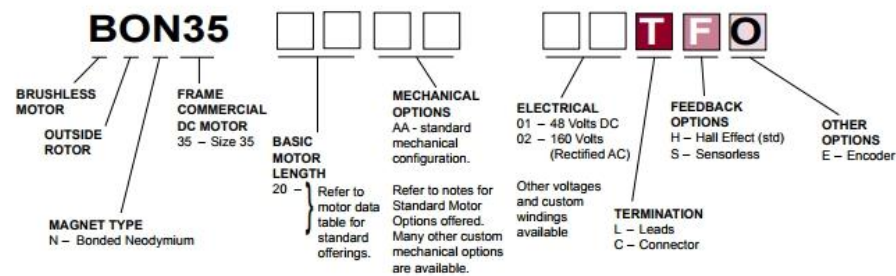 BON35 T F O
BRUSHLESS
MOTOR
OUTSIDE
ROTOR
MAGNET TYPE
N – Bonded Neodymium
FRAME
COMMERCIAL
DC MOTOR
35 – Size 35
BASIC
MOTOR
LENGTH
20 –
Refer to
motor data
table for
standard
offerings.
MECHANICAL
OPTIONS
AA - standard
mechanical
configuration.
Refer to notes for
Standard Motor
Options offered.
Many other custom
mechanical options
are available.
ELECTRICAL
01 – 48 Volts DC
02 – 160 Volts
(Rectified AC)
Other voltages
and custom
windings
available
TERMINATION
L – Leads
C – Connector
FEEDBACK
OPTIONS
H – Hall Effect (std)
S – Sensorless
OTHER
OPTIONS
E – Encoder